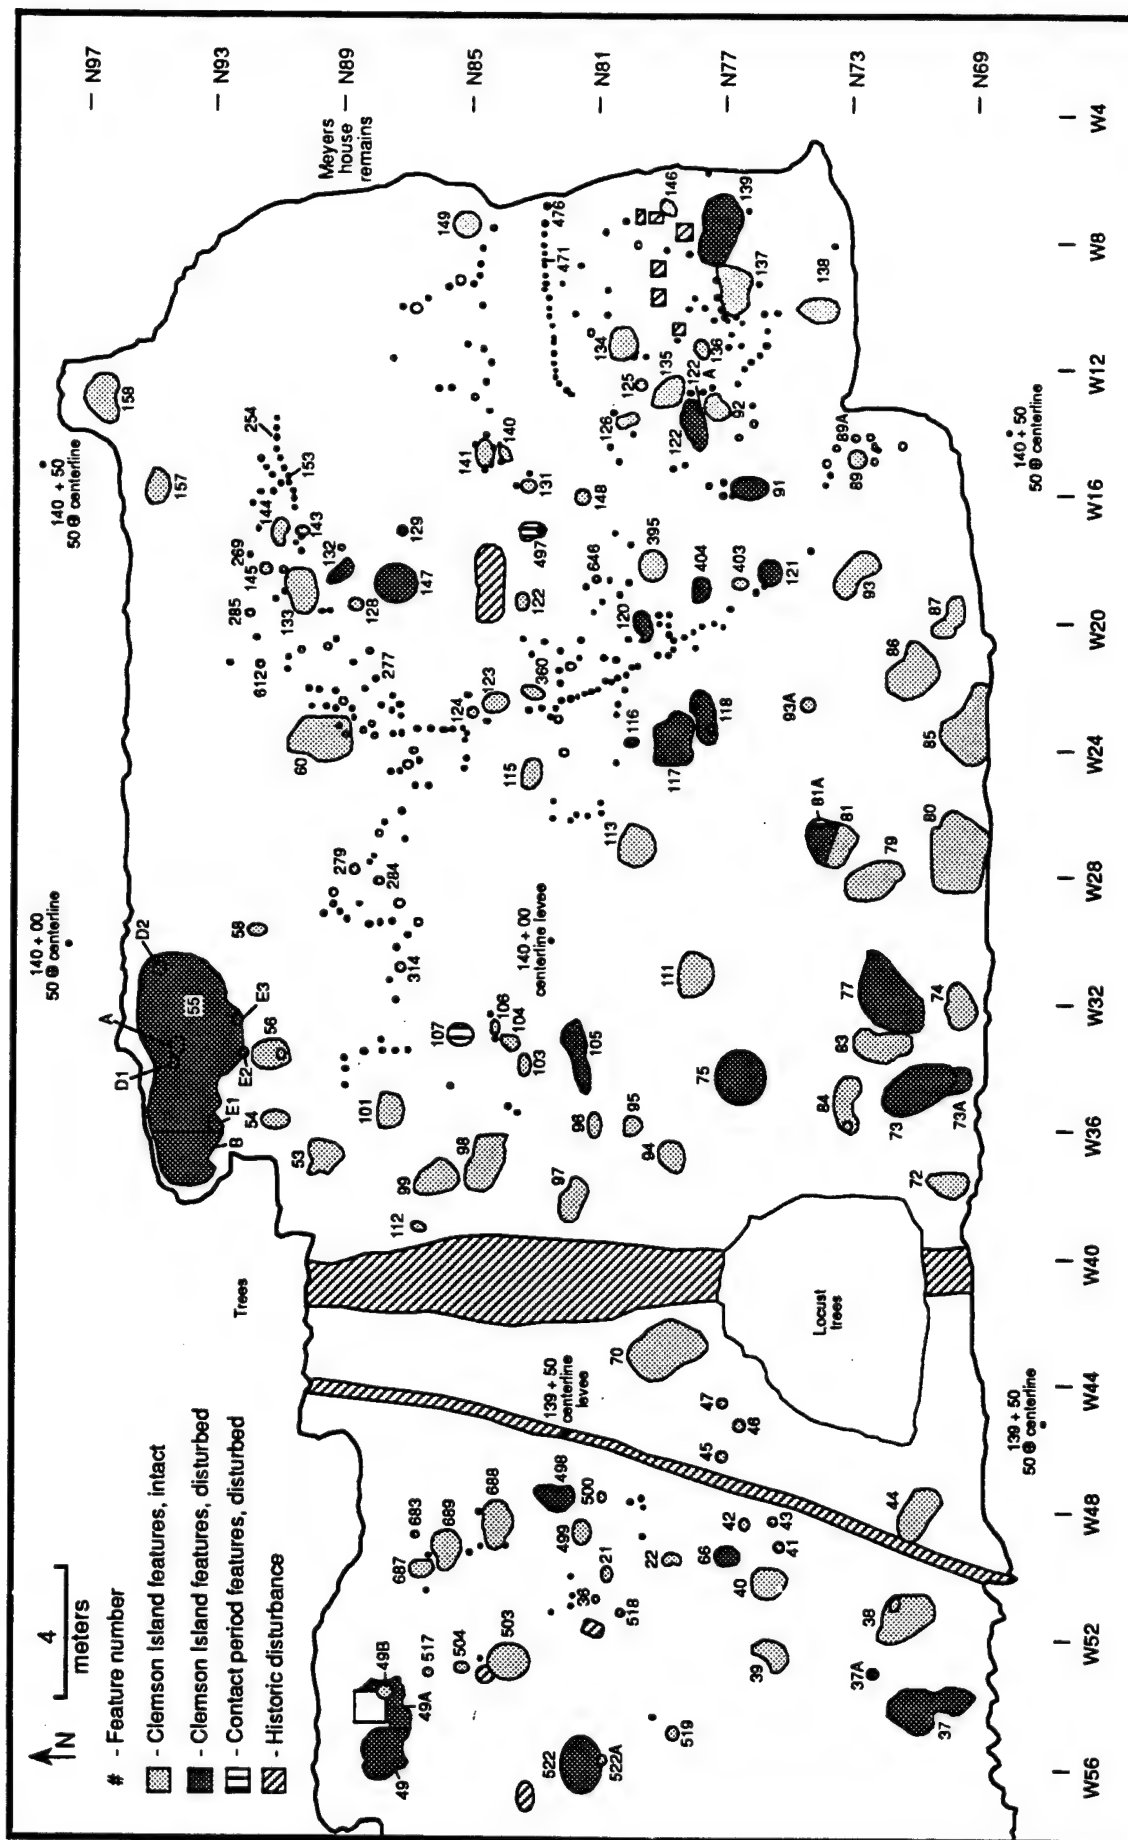 N
4
meters
# - Feature number
- Clemson Island features, intact
- Clemson Island features, disturbed
- Contact period features, disturbed
- Historic disturbance
Trees
140 + 00
50 ⊕ centerline
140 + 50
50 ⊕ centerline
Meyers
house
remains
N97
N93
N89
N85
N81
N77
N73
N69
W56
W52
W48
W44
W40
W36
W32
W28
W24
W20
W16
W12
W8
W4
A
D1
D2
55
E3
E2
E1
B
56
54
58
53
101
99
98
112
97
96
95
94
103
104
106
107
105
111
75
84
83
77
73
73A
74
72
314
284
279
140 + 00
centerline levee
113
115
116
117
118
60
124
123
360
277
612
285
269
145
133
144
143
132
128
147
129
153
254
157
158
141
140
131
148
497
122
646
395
120
404
403
121
91
149
476
471
134
125
126
135
122
A
92
136
137
139
146
138
89A
89
93
87
86
85
93A
81A
81
79
80
140 + 50
50 ⊕ centerline
139 + 50
centerline
levee
70
Locust
trees
47
46
45
44
139 + 50
50 ⊕ centerline
49
49A
49B
517
504
503
687
683
689
688
498
500
499
21
36
518
22
66
42
43
41
40
39
38
37A
37
519
522
522A